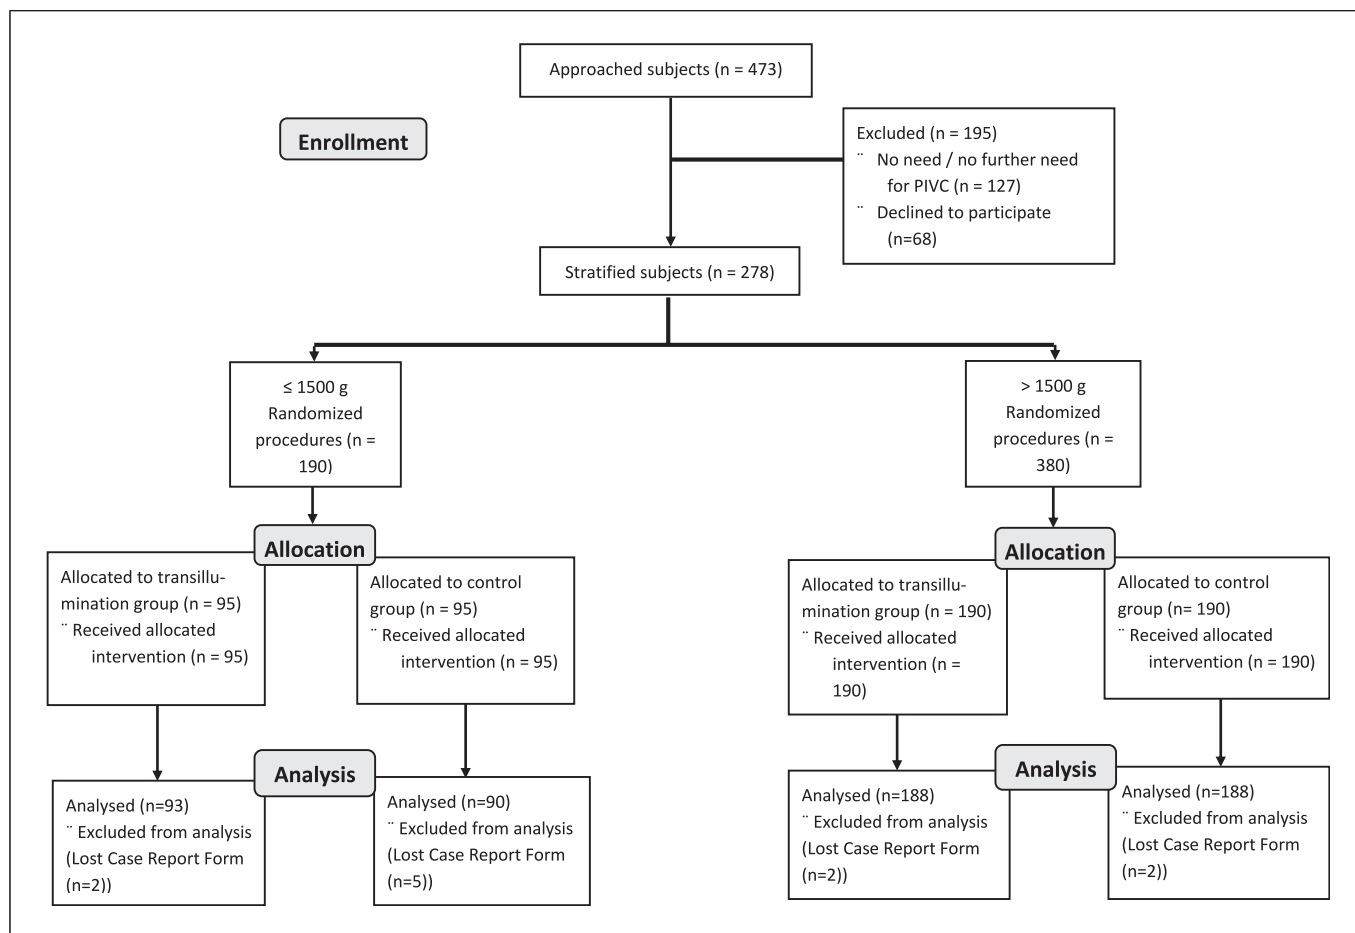 Approached subjects (n = 473)
Enrollment
Excluded (n = 195)
¨ No need / no further need
for PIVC (n = 127)
¨ Declined to participate
(n=68)
Stratified subjects (n = 278)
≤ 1500 g
Randomized
procedures (n =
190)
> 1500 g
Randomized
procedures (n =
380)
Allocation
Allocated to transillu-
mination group (n = 95)
¨ Received allocated
intervention (n = 95)
Allocated to control
group (n = 95)
¨ Received allocated
intervention (n = 95)
Allocation
Allocated to transillu-
mination group (n = 190)
¨ Received allocated
intervention (n =
190)
Allocated to control
group (n= 190)
¨ Received allocated
intervention (n = 190)
Analysis
Analysed (n=93)
¨ Excluded from analysis
(Lost Case Report Form
(n=2))
Analysed (n=90)
¨ Excluded from analysis
(Lost Case Report Form
(n=5))
Analysis
Analysed (n=188)
¨ Excluded from analysis
(Lost Case Report Form
(n=2))
Analysed (n=188)
¨ Excluded from analysis
(Lost Case Report Form
(n=2))